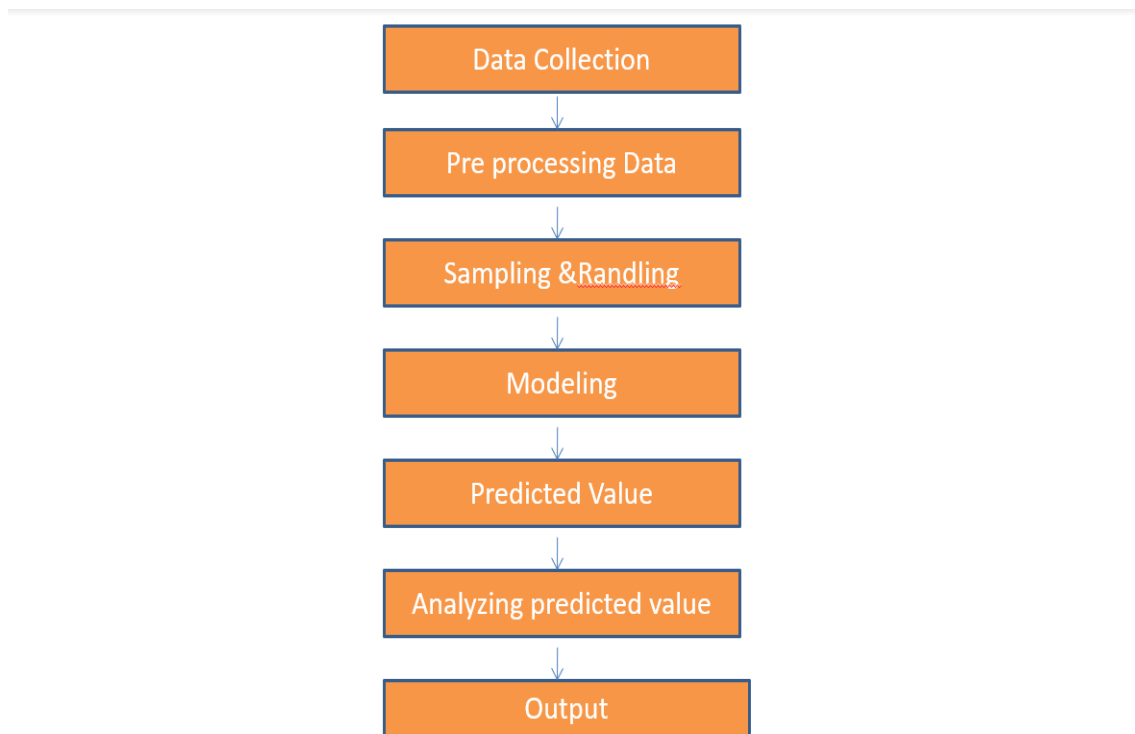 Data Collection
Pre processing Data
Sampling &Randling
Modeling
Predicted Value
Analyzing predicted value
Output